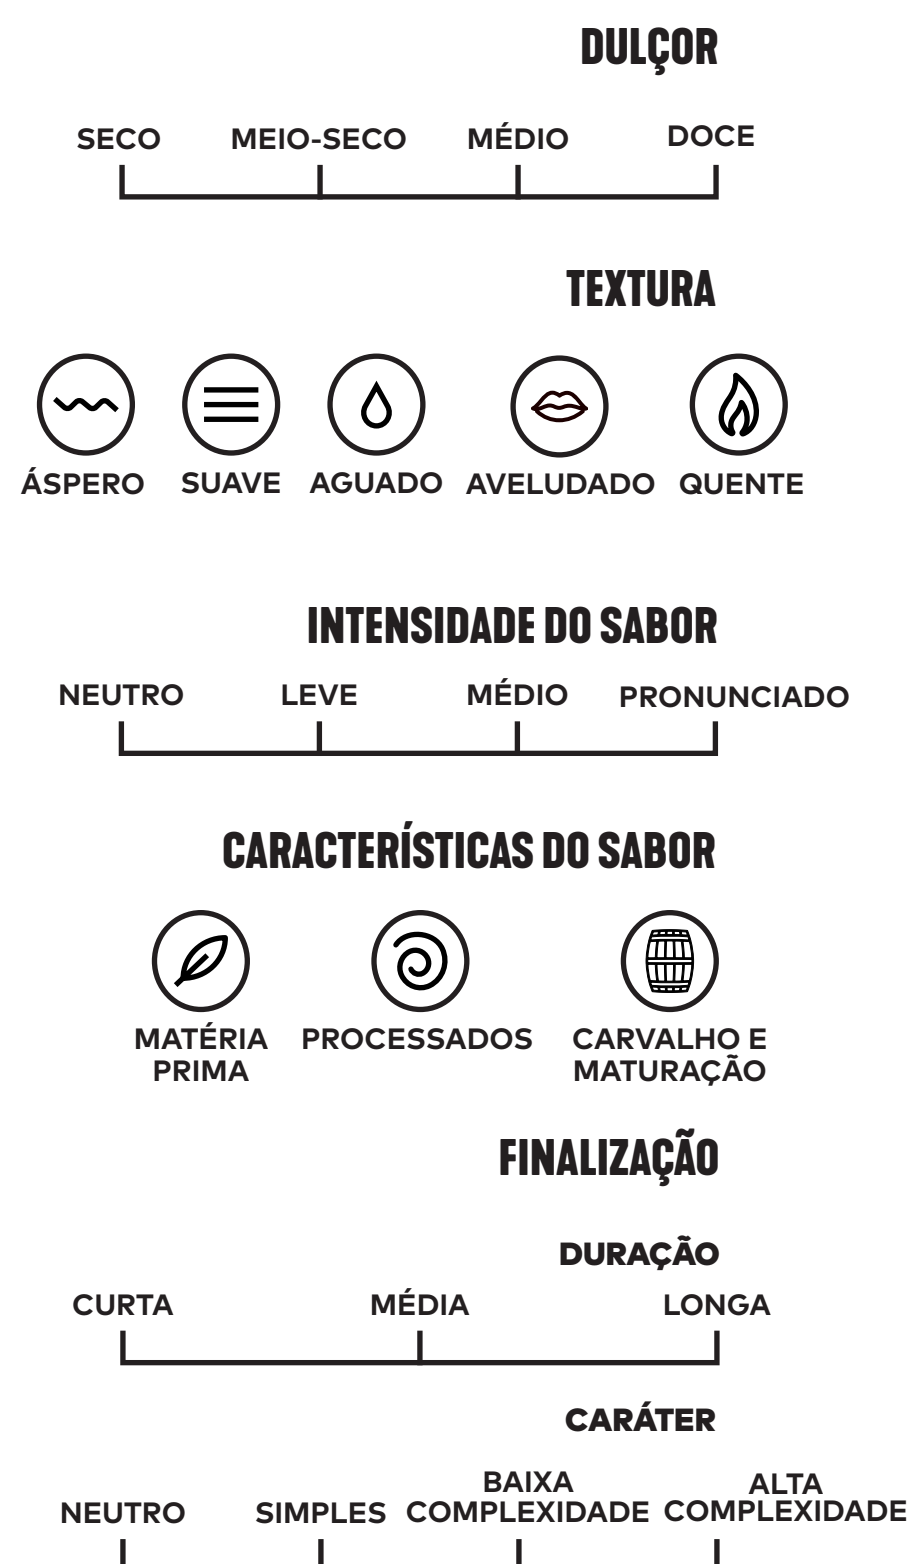 DULÇOR
SECO MEIO-SECO MÉDIO DOCE
TEXTURA
ÁSPERO SUAVE AGUADO AVELUDADO QUENTE
INTENSIDADE DO SABOR
NEUTRO LEVE MÉDIO PRONUNCIADO
CARACTERÍSTICAS DO SABOR
MATÉRIA PRIMA
PROCESSADOS
CARVALHO E
MATURAÇÃO
FINALIZAÇÃO
DURAÇÃO
CURTA MÉDIA LONGA
CARÁTER
NEUTRO SIMPLES
BAIXA
COMPLEXIDADE
ALTA
COMPLEXIDADE